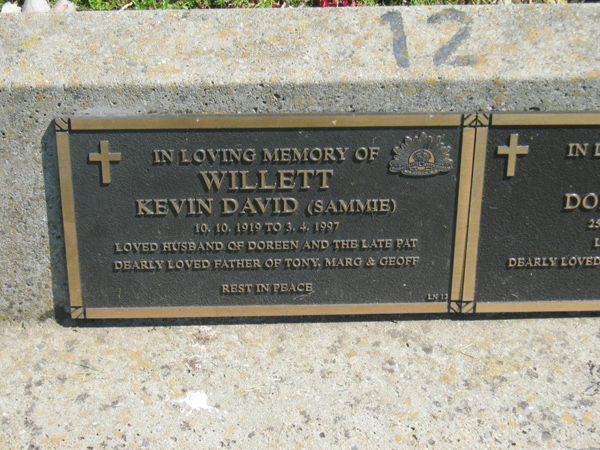 12
IN LOVING MEMORY OF
WILLETT
KEVIN DAVID (SAMMIE)
10. 10. 1919 TO 3. 4. 1997
LOVED HUSBAND OF DOREEN AND THE LATE PAT
DEARLY LOVED FATHER OF TONY, MARG & GEOFF
REST IN PEACE
LN 12
IN L
DO
25
L
DEARLY LOVED